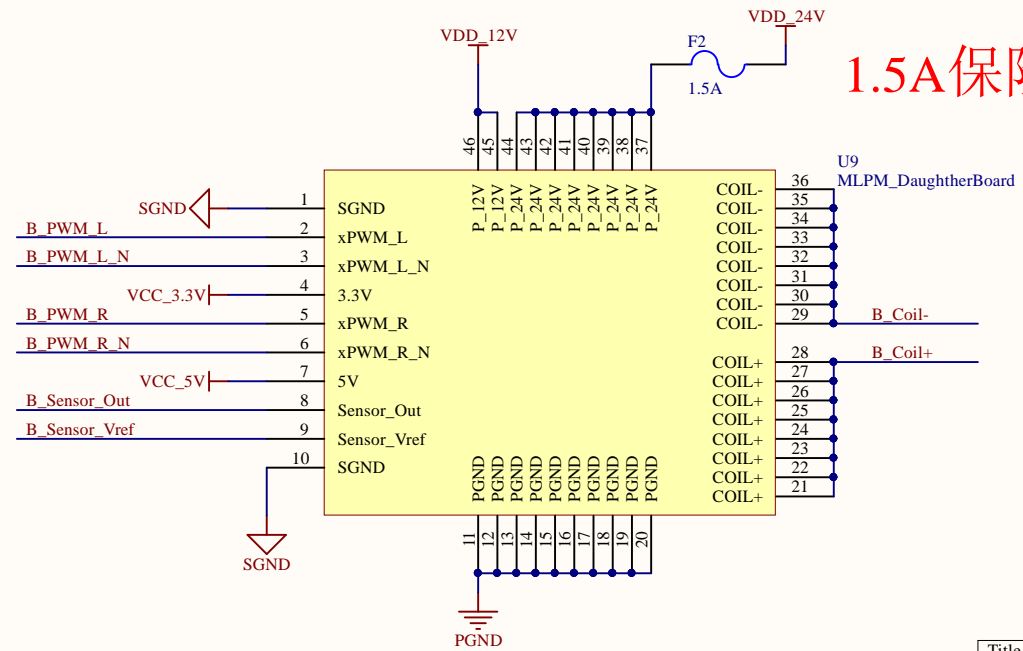 VDD_24V
VDD_12V
F2
1.5A
1.5A保
46
45
44
43
42
41
40
39
38
37
U9
MLPM_DaughtherBoard
P_12V
P_12V
P_24V
P_24V
P_24V
P_24V
P_24V
P_24V
P_24V
P_24V
SGND
1
SGND
B_PWM_L
2
xPWM_L
B_PWM_L_N
3
xPWM_L_N
VCC_3.3V
4
3.3V
B_PWM_R
5
xPWM_R
B_PWM_R_N
6
xPWM_R_N
VCC_5V
7
5V
B_Sensor_Out
8
Sensor_Out
B_Sensor_Vref
9
Sensor_Vref
10
SGND
SGND
COIL-
36
COIL-
35
COIL-
34
COIL-
33
COIL-
32
COIL-
31
COIL-
30
COIL-
29
B_Coil-
COIL+
28
B_Coil+
COIL+
27
COIL+
26
COIL+
25
COIL+
24
COIL+
23
COIL+
22
COIL+
21
PGND
PGND
PGND
PGND
PGND
PGND
PGND
PGND
PGND
PGND
11
12
13
14
15
16
17
18
19
20
PGND
Title